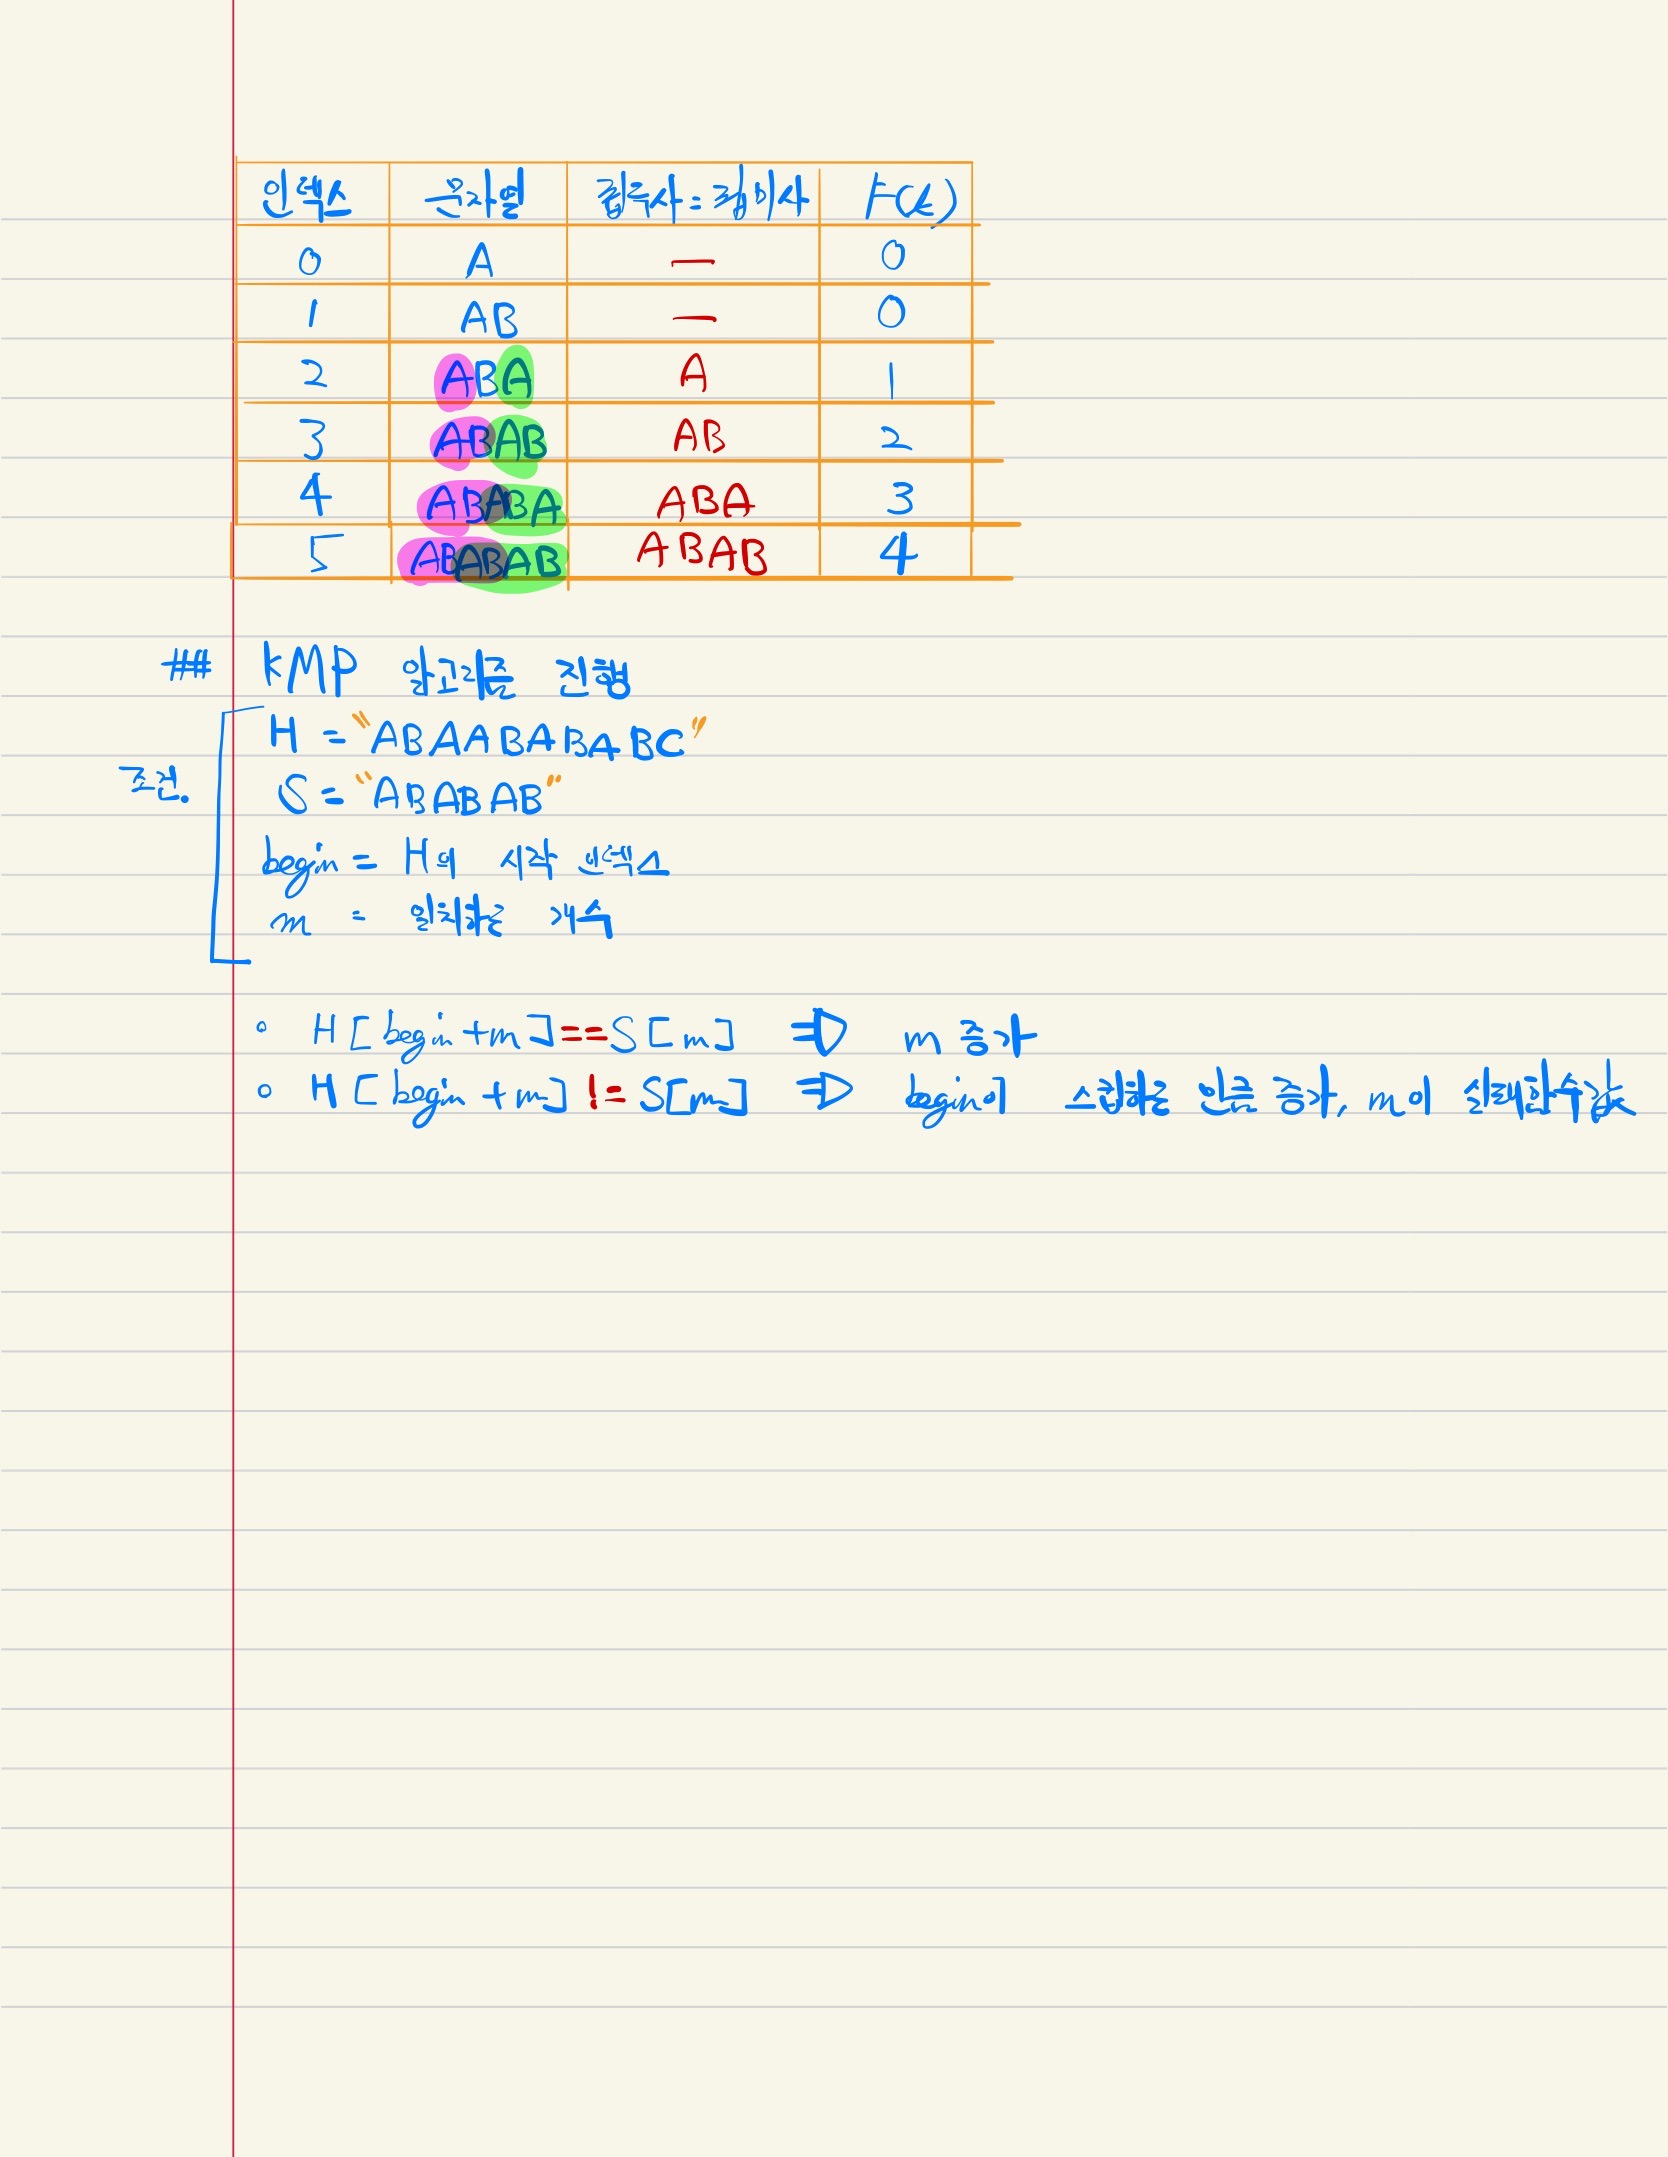 인덱스 문자열 접두사=접미사 F(k)
0 A — 0
1 AB — 0
2 ABA A 1
3 ABAB AB 2
4 ABABA ABA 3
5 ABABAB ABAB 4
## KMP 알고리즘 진행
조건.
H = "ABAABABABC"
S = "ABABAB"
begin = H의 시작 인덱스
m = 일치하는 개수
◦ H[begin+m]==S[m] ⇒ m 증가
◦ H[begin+m] != S[m] ⇒ begin이 스킵하는 만큼 증가, m이 실패함수값